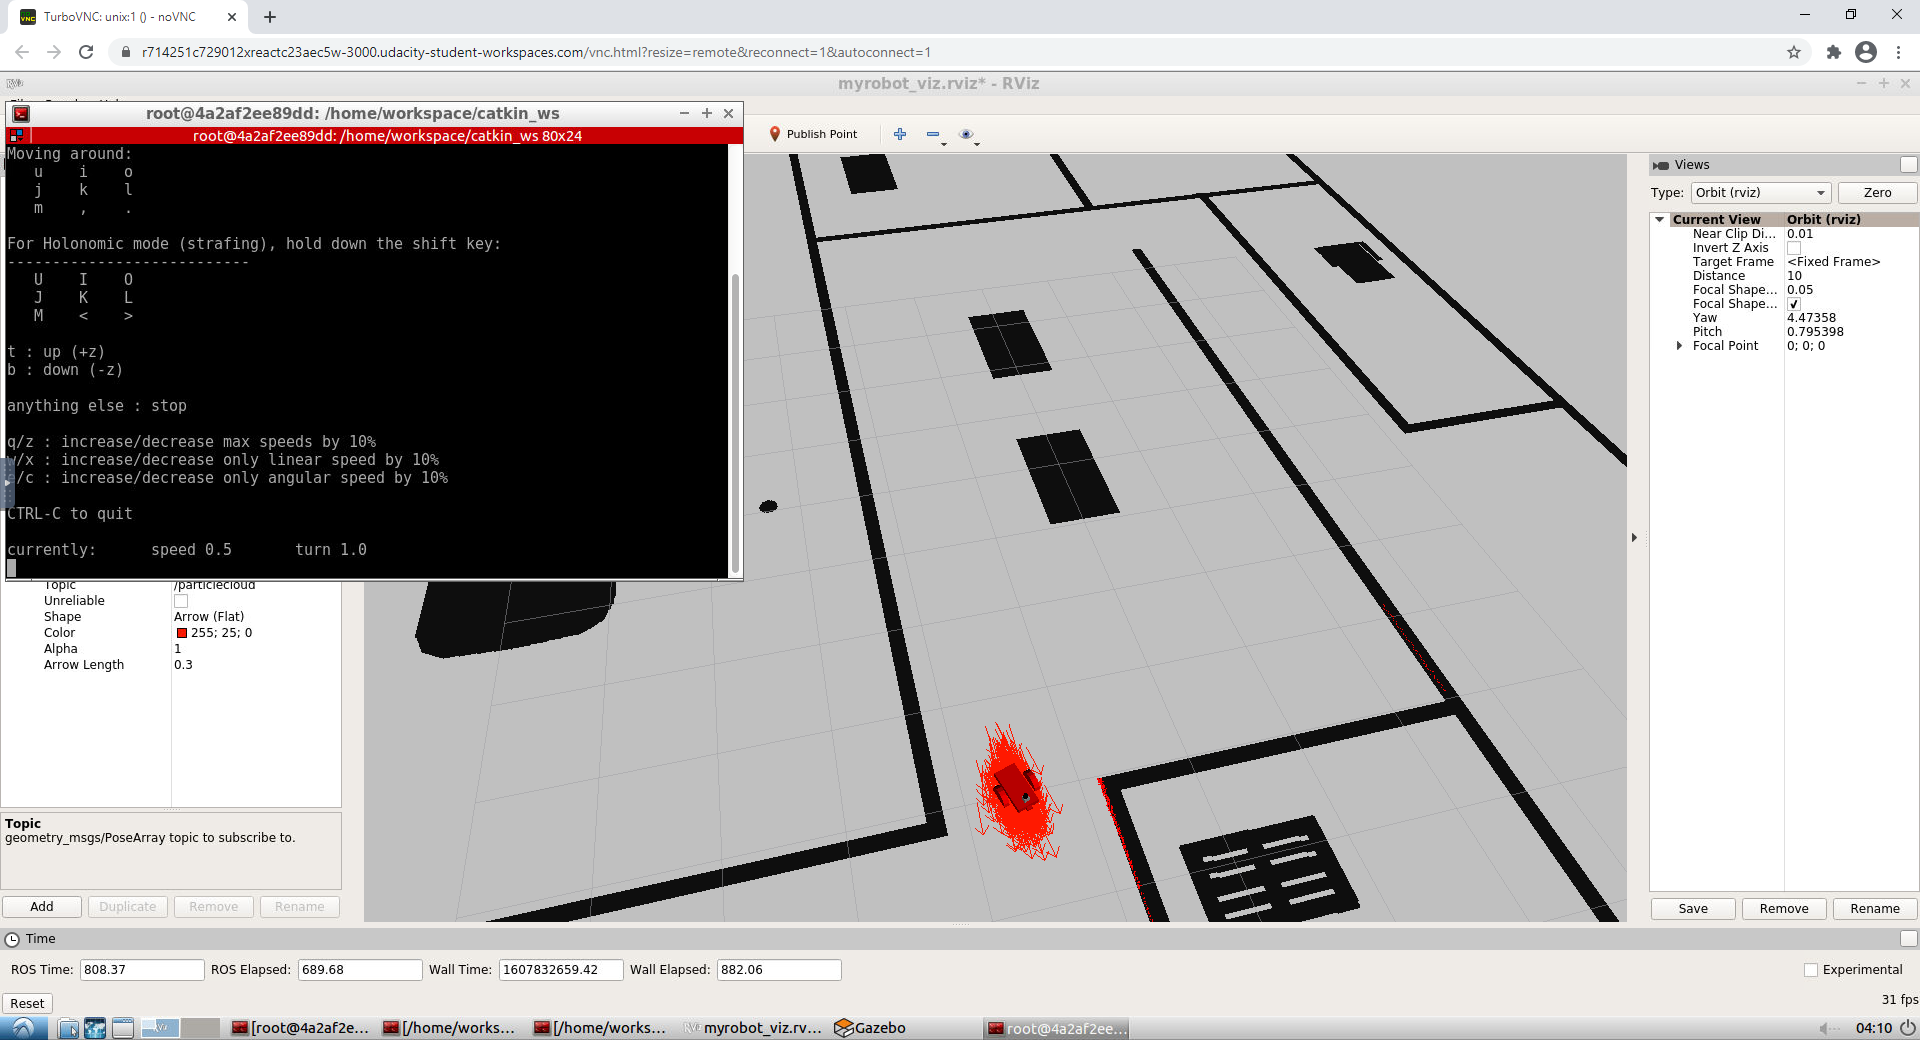 TurboVNC: unix:1 () - noVNC
r714251c729012xreactc23aec5w-3000.udacity-student-workspaces.com/vnc.html?resize=remote&reconnect=1&autoconnect=1
myrobot_viz.rviz* - RViz
root@4a2af2ee89dd: /home/workspace/catkin_ws
root@4a2af2ee89dd: /home/workspace/catkin_ws 80x24
Publish Point
Moving around:
u i o
j k l
m , .
For Holonomic mode (strafing), hold down the shift key:
---------------------------
U I O
J K L
M < >
t : up (+z)
b : down (-z)
anything else : stop
q/z : increase/decrease max speeds by 10%
/x : increase/decrease only linear speed by 10%
/c : increase/decrease only angular speed by 10%
CTRL-C to quit
currently: speed 0.5 turn 1.0
Topic /particlecloud
Unreliable
Shape Arrow (Flat)
Color 255; 25; 0
Alpha 1
Arrow Length 0.3
Topic
geometry_msgs/PoseArray topic to subscribe to.
Add Duplicate Remove Rename
Views
Type: Orbit (rviz) Zero
Current View Orbit (rviz)
Near Clip Di... 0.01
Invert Z Axis
Target Frame <Fixed Frame>
Distance 10
Focal Shape... 0.05
Focal Shape...
Yaw 4.47358
Pitch 0.795398
Focal Point 0; 0; 0
Save Remove Rename
Time
ROS Time: 808.37 ROS Elapsed: 689.68 Wall Time: 1607832659.42 Wall Elapsed: 882.06 Experimental
Reset 31 fps
[root@4a2af2e... [/home/works... [/home/works... myrobot_viz.rv... Gazebo root@4a2af2ee... 04:10